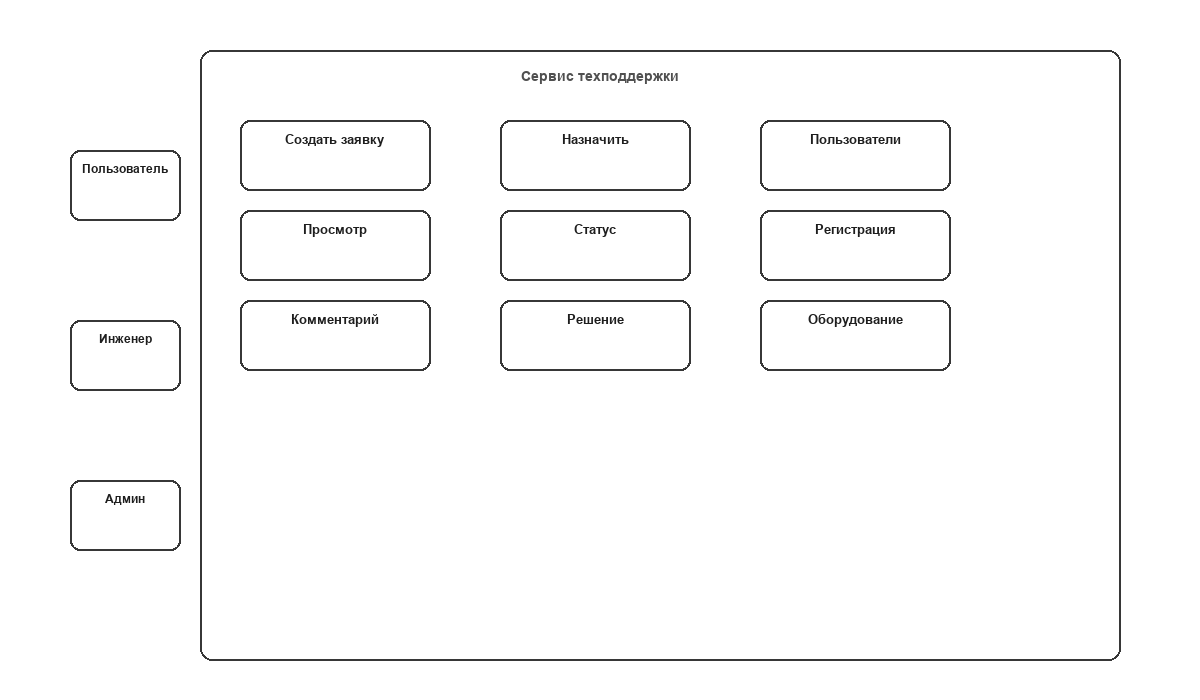 Сервис техподдержки
Создать заявку
Назначить
Пользователи
Пользователь
Просмотр
Статус
Регистрация
Комментарий
Решение
Оборудование
Инженер
Админ